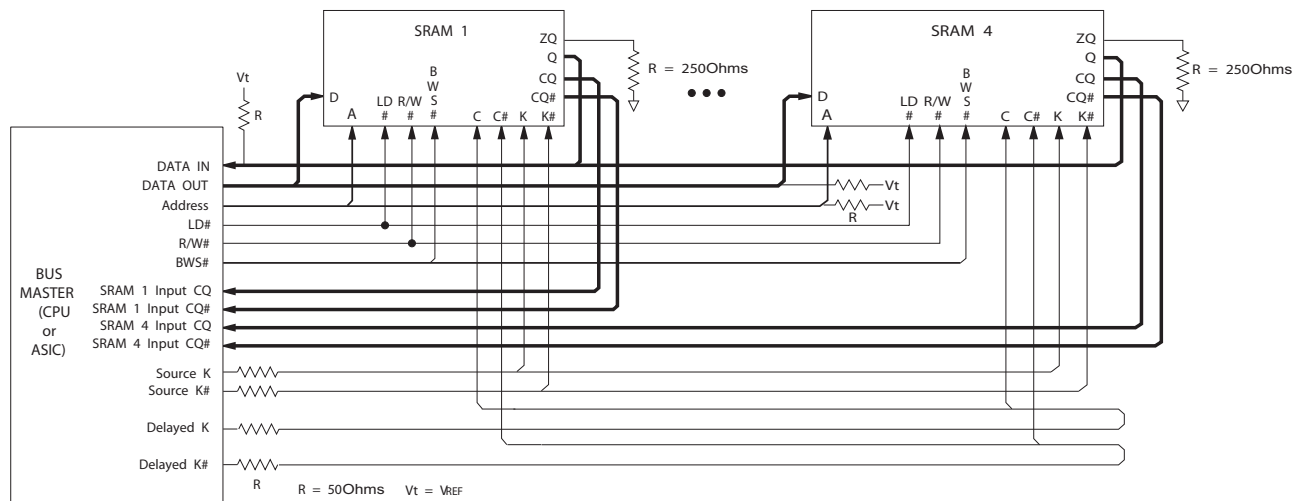 SRAM 1
ZQ
Q
CQ
CQ#
D
A
LD
#
R/W
#
B
W
S
#
C
C#
K
K#
R = 250Ohms
SRAM 4
ZQ
Q
CQ
CQ#
D
A
LD
#
R/W
#
B
W
S
#
C
C#
K
K#
R = 250Ohms
Vt
R
DATA IN
DATA OUT
Address
LD#
R/W#
BWS#
Vt
Vt
R
BUS
MASTER
(CPU
or
ASIC)
SRAM 1 Input CQ
SRAM 1 Input CQ#
SRAM 4 Input CQ
SRAM 4 Input CQ#
Source K
Source K#
Delayed K
Delayed K#
R
R = 50Ohms Vt = VREF